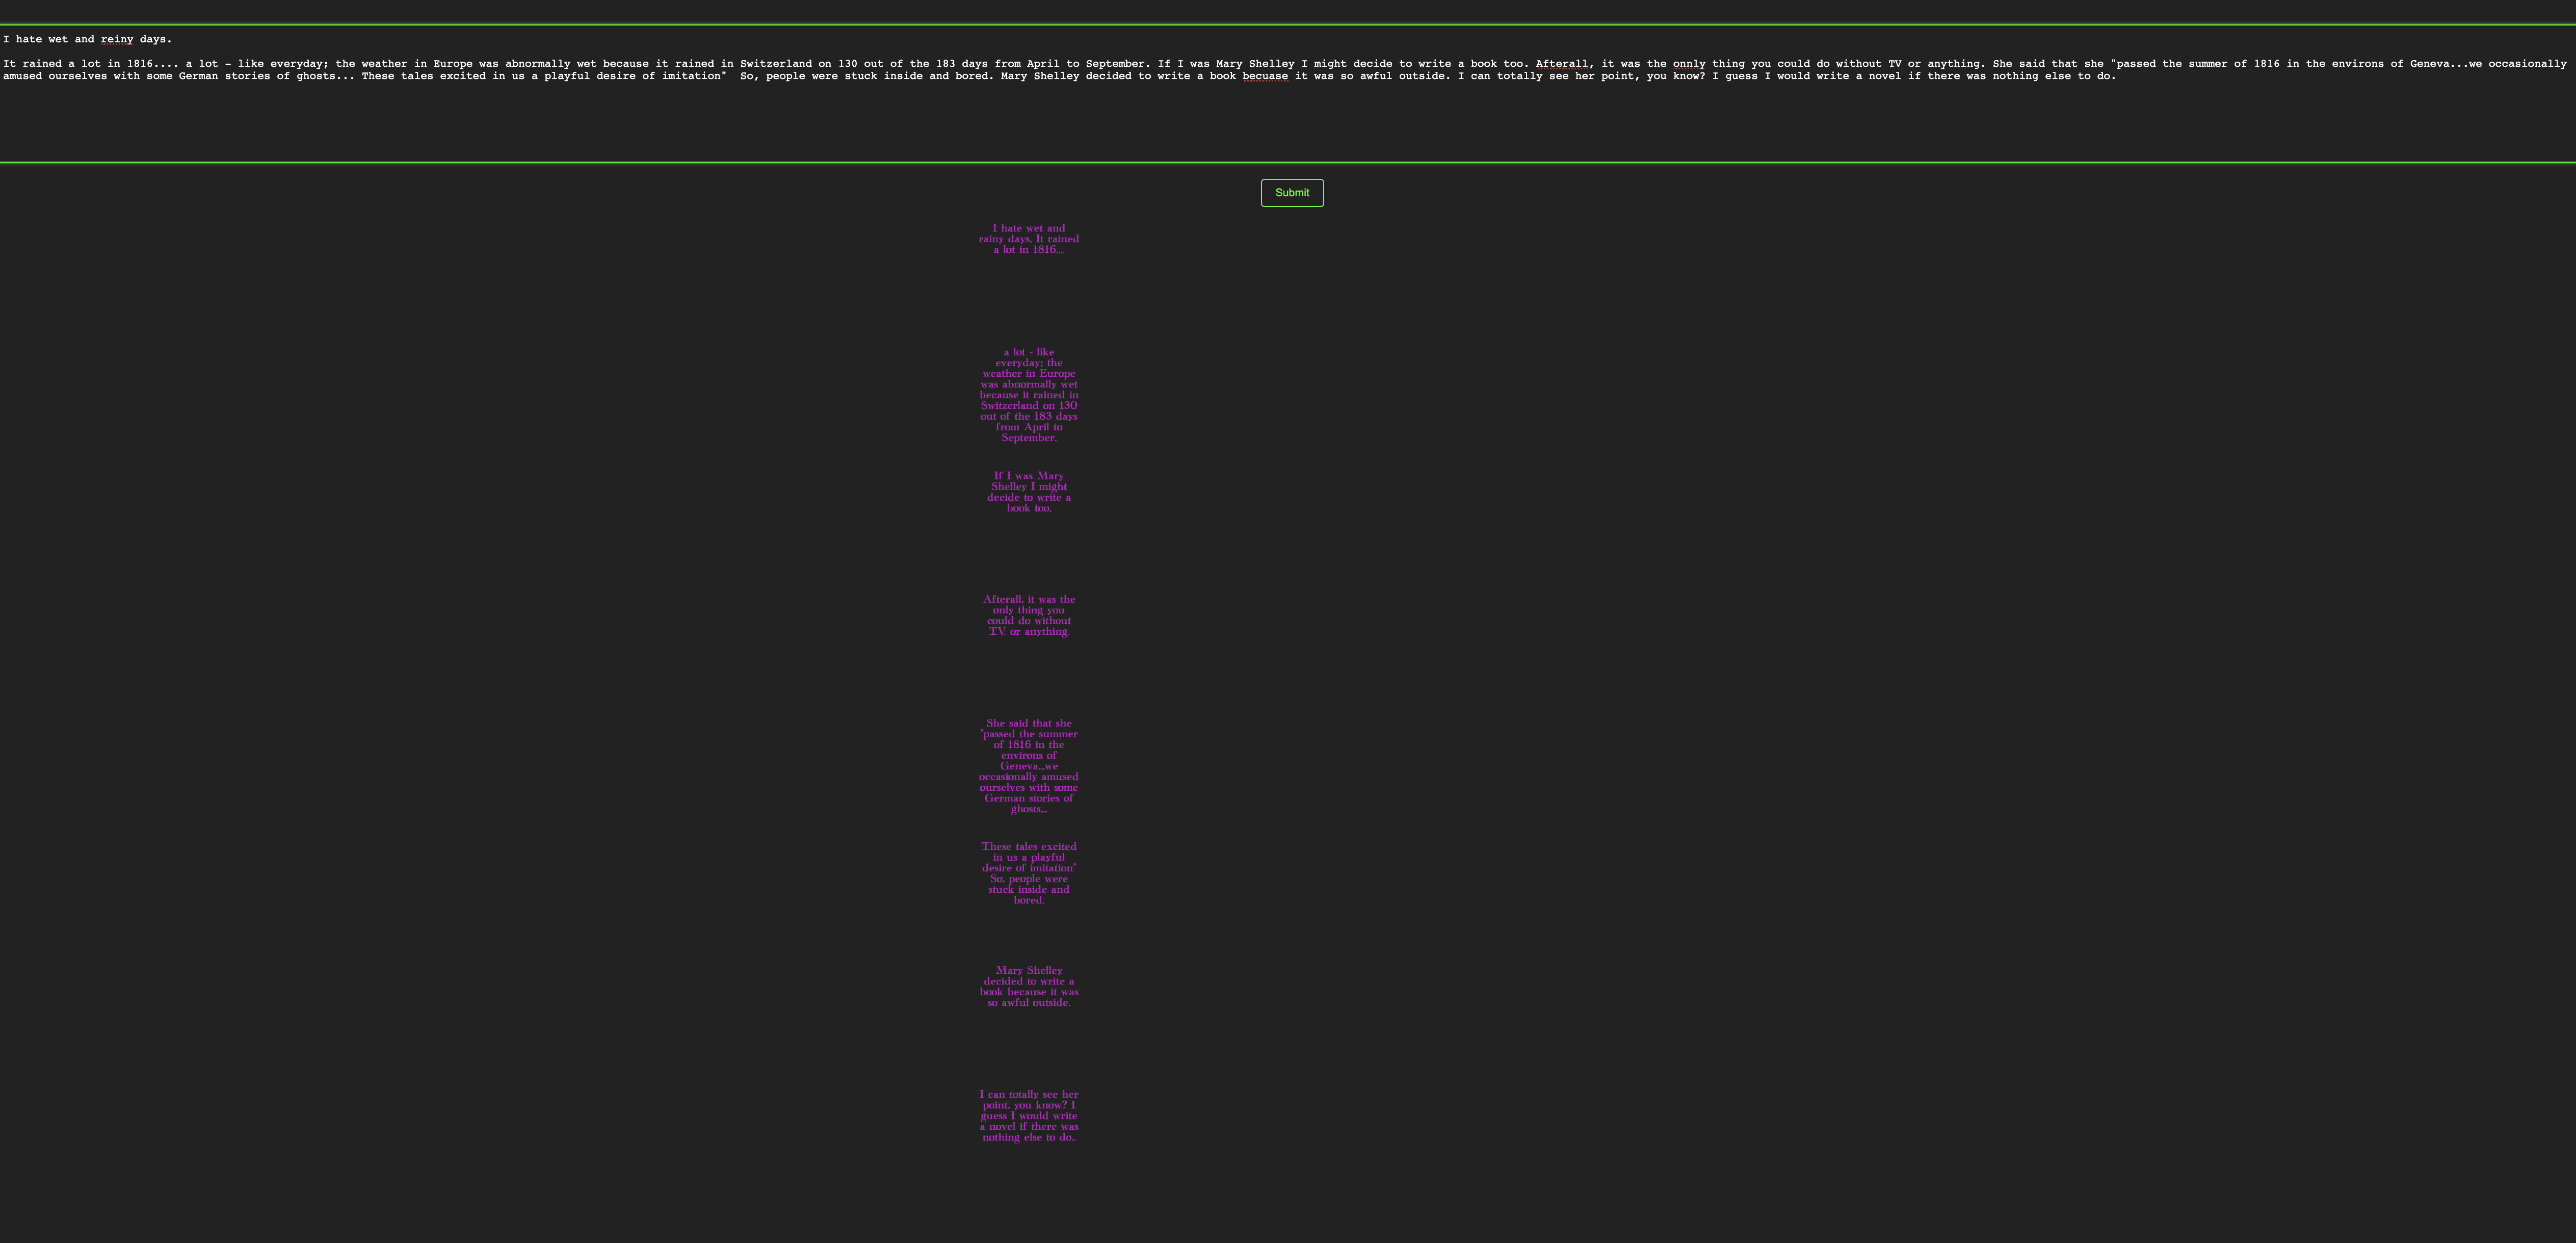 I hate wet and reiny days.
It rained a lot in 1816.... a lot - like everyday; the weather in Europe was abnormally wet because it rained in Switzerland on 130 out of the 183 days from April to September. If I was Mary Shelley I might decide to write a book too. Afterall, it was the onnly thing you could do without TV or anything. She said that she "passed the summer of 1816 in the environs of Geneva...we occasionally
amused ourselves with some German stories of ghosts... These tales excited in us a playful desire of imitation"  So, people were stuck inside and bored. Mary Shelley decided to write a book becuase it was so awful outside. I can totally see her point, you know? I guess I would write a novel if there was nothing else to do.
Submit
I hate wet and
rainy days. It rained
a lot in 1816....
a lot - like
everyday; the
weather in Europe
was abnormally wet
because it rained in
Switzerland on 130
out of the 183 days
from April to
September.
If I was Mary
Shelley I might
decide to write a
book too.
Afterall, it was the
only thing you
could do without
TV or anything.
She said that she
"passed the summer
of 1816 in the
environs of
Geneva...we
occasionally amused
ourselves with some
German stories of
ghosts...
These tales excited
in us a playful
desire of imitation"
So, people were
stuck inside and
bored.
Mary Shelley
decided to write a
book because it was
so awful outside.
I can totally see her
point, you know? I
guess I would write
a novel if there was
nothing else to do..